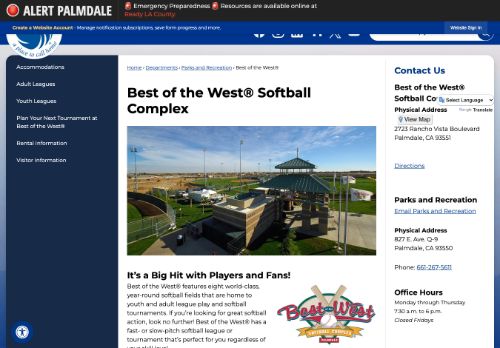 ALERT PALMDALE
🚨 Emergency Preparedness 🚨 Resources are available online at
Ready LA County.
Create a Website Account - Manage notification subscriptions, save form progress and more.
Website Sign In
a place to call home
Accommodations
Adult Leagues
Youth Leagues
Plan Your Next Tournament at
Best of the West®
Rental Information
Visitor Information
Home › Departments › Parks and Recreation › Best of the West®
Best of the West® Softball
Complex
It's a Big Hit with Players and Fans!
Best of the West® features eight world-class,
year-round softball fields that are home to
youth and adult league play and softball
tournaments. If you're looking for great softball
action, look no further! Best of the West® has a
fast- or slow-pitch softball league or
tournament that's perfect for you regardless of
Best of the West
SOFTBALL COMPLEX
PALMDALE
Contact Us
Best of the West®
Softball Co
Select Language
Physical Address
Google Translate
View Map
2723 Rancho Vista Boulevard
Palmdale, CA 93551
Directions
Parks and Recreation
Email Parks and Recreation
Physical Address
827 E. Ave. Q-9
Palmdale, CA 93550
Phone: 661-267-5611
Office Hours
Monday through Thursday
7:30 a.m. to 6 p.m.
Closed Fridays